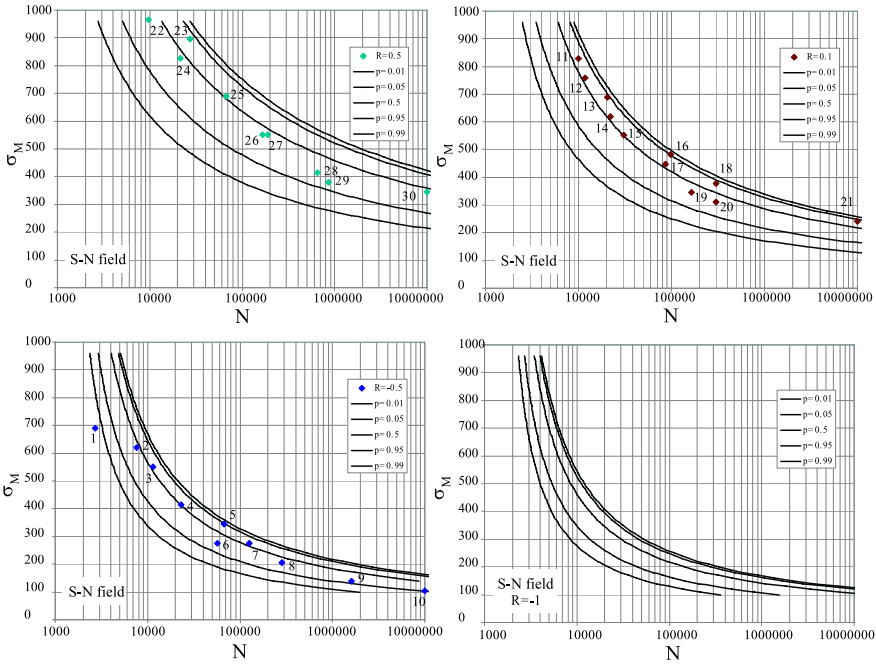 1000
900
800
700
600
500
400
300
200
100
0
σM
22
23
24
25
26
27
28
29
30
R=0.5
p=0.01
p=0.05
p=0.5
p=0.95
p=0.99
S-N field
1000 10000 100000 1000000 10000000
N
1000
900
800
700
600
500
400
300
200
100
0
σM
11
12
13
14
15
16
17
18
19
20
21
R=0.1
p=0.01
p=0.05
p=0.5
p=0.95
p=0.99
S-N field
1000 10000 100000 1000000 10000000
N
1000
900
800
700
600
500
400
300
200
100
0
σM
1
2
3
4
5
6
7
8
9
10
R=-0.5
p=0.01
p=0.05
p=0.5
p=0.95
p=0.99
S-N field
1000 10000 100000 1000000 10000000
N
1000
900
800
700
600
500
400
300
200
100
0
σM
p=0.01
p=0.05
p=0.5
p=0.95
p=0.99
S-N field
R=-1
1000 10000 100000 1000000 10000000
N